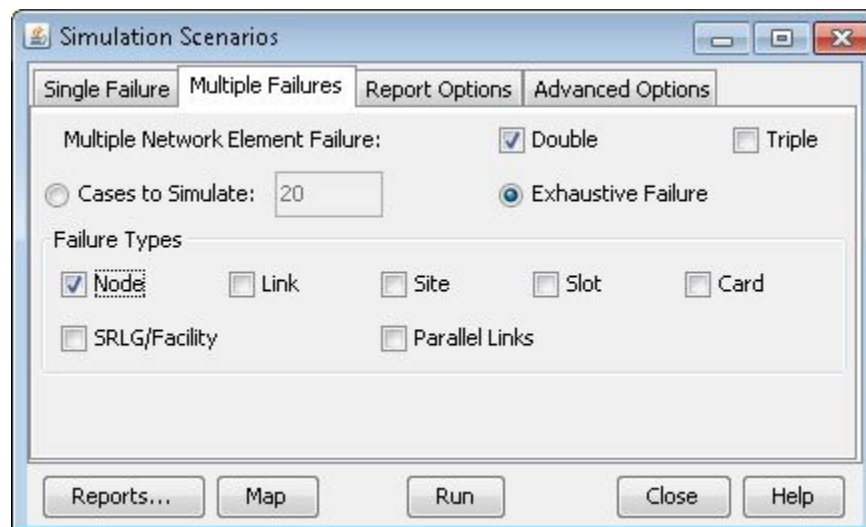 Simulation Scenarios
Single Failure Multiple Failures Report Options Advanced Options
Multiple Network Element Failure: Double Triple
Cases to Simulate: 20 Exhaustive Failure
Failure Types
Node Link Site Slot Card
SRLG/Facility Parallel Links
Reports... Map Run Close Help